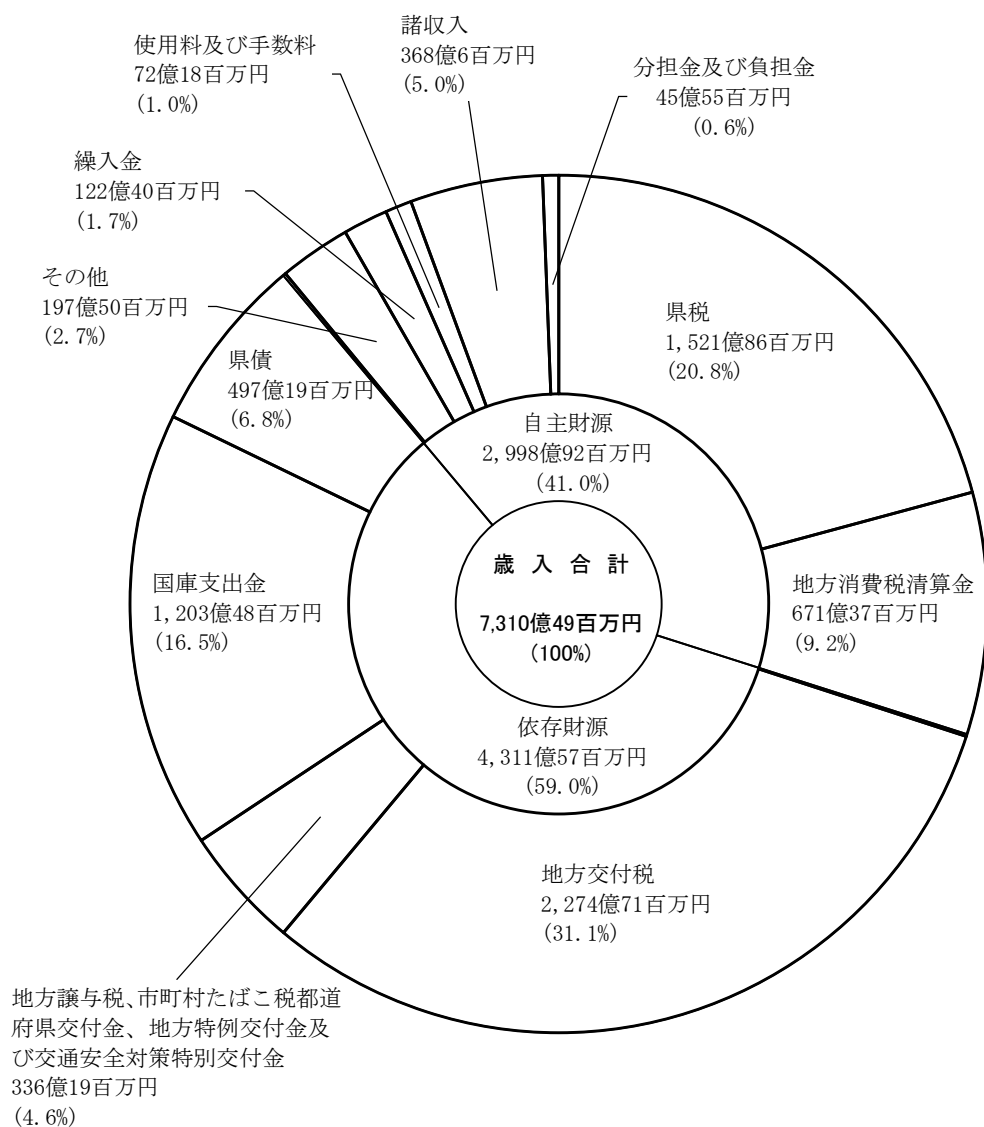 諸収入
368億6百万円
(5.0%)
使用料及び手数料
72億18百万円
(1.0%)
分担金及び負担金
45億55百万円
(0.6%)
繰入金
122億40百万円
(1.7%)
その他
197億50百万円
(2.7%)
県債
497億19百万円
(6.8%)
県税
1,521億86百万円
(20.8%)
自主財源
2,998億92百万円
(41.0%)
歳入合計
7,310億49百万円
(100%)
国庫支出金
1,203億48百万円
(16.5%)
地方消費税清算金
671億37百万円
(9.2%)
依存財源
4,311億57百万円
(59.0%)
地方交付税
2,274億71百万円
(31.1%)
地方譲与税、市町村たばこ税都道
府県交付金、地方特例交付金及
び交通安全対策特別交付金
336億19百万円
(4.6%)